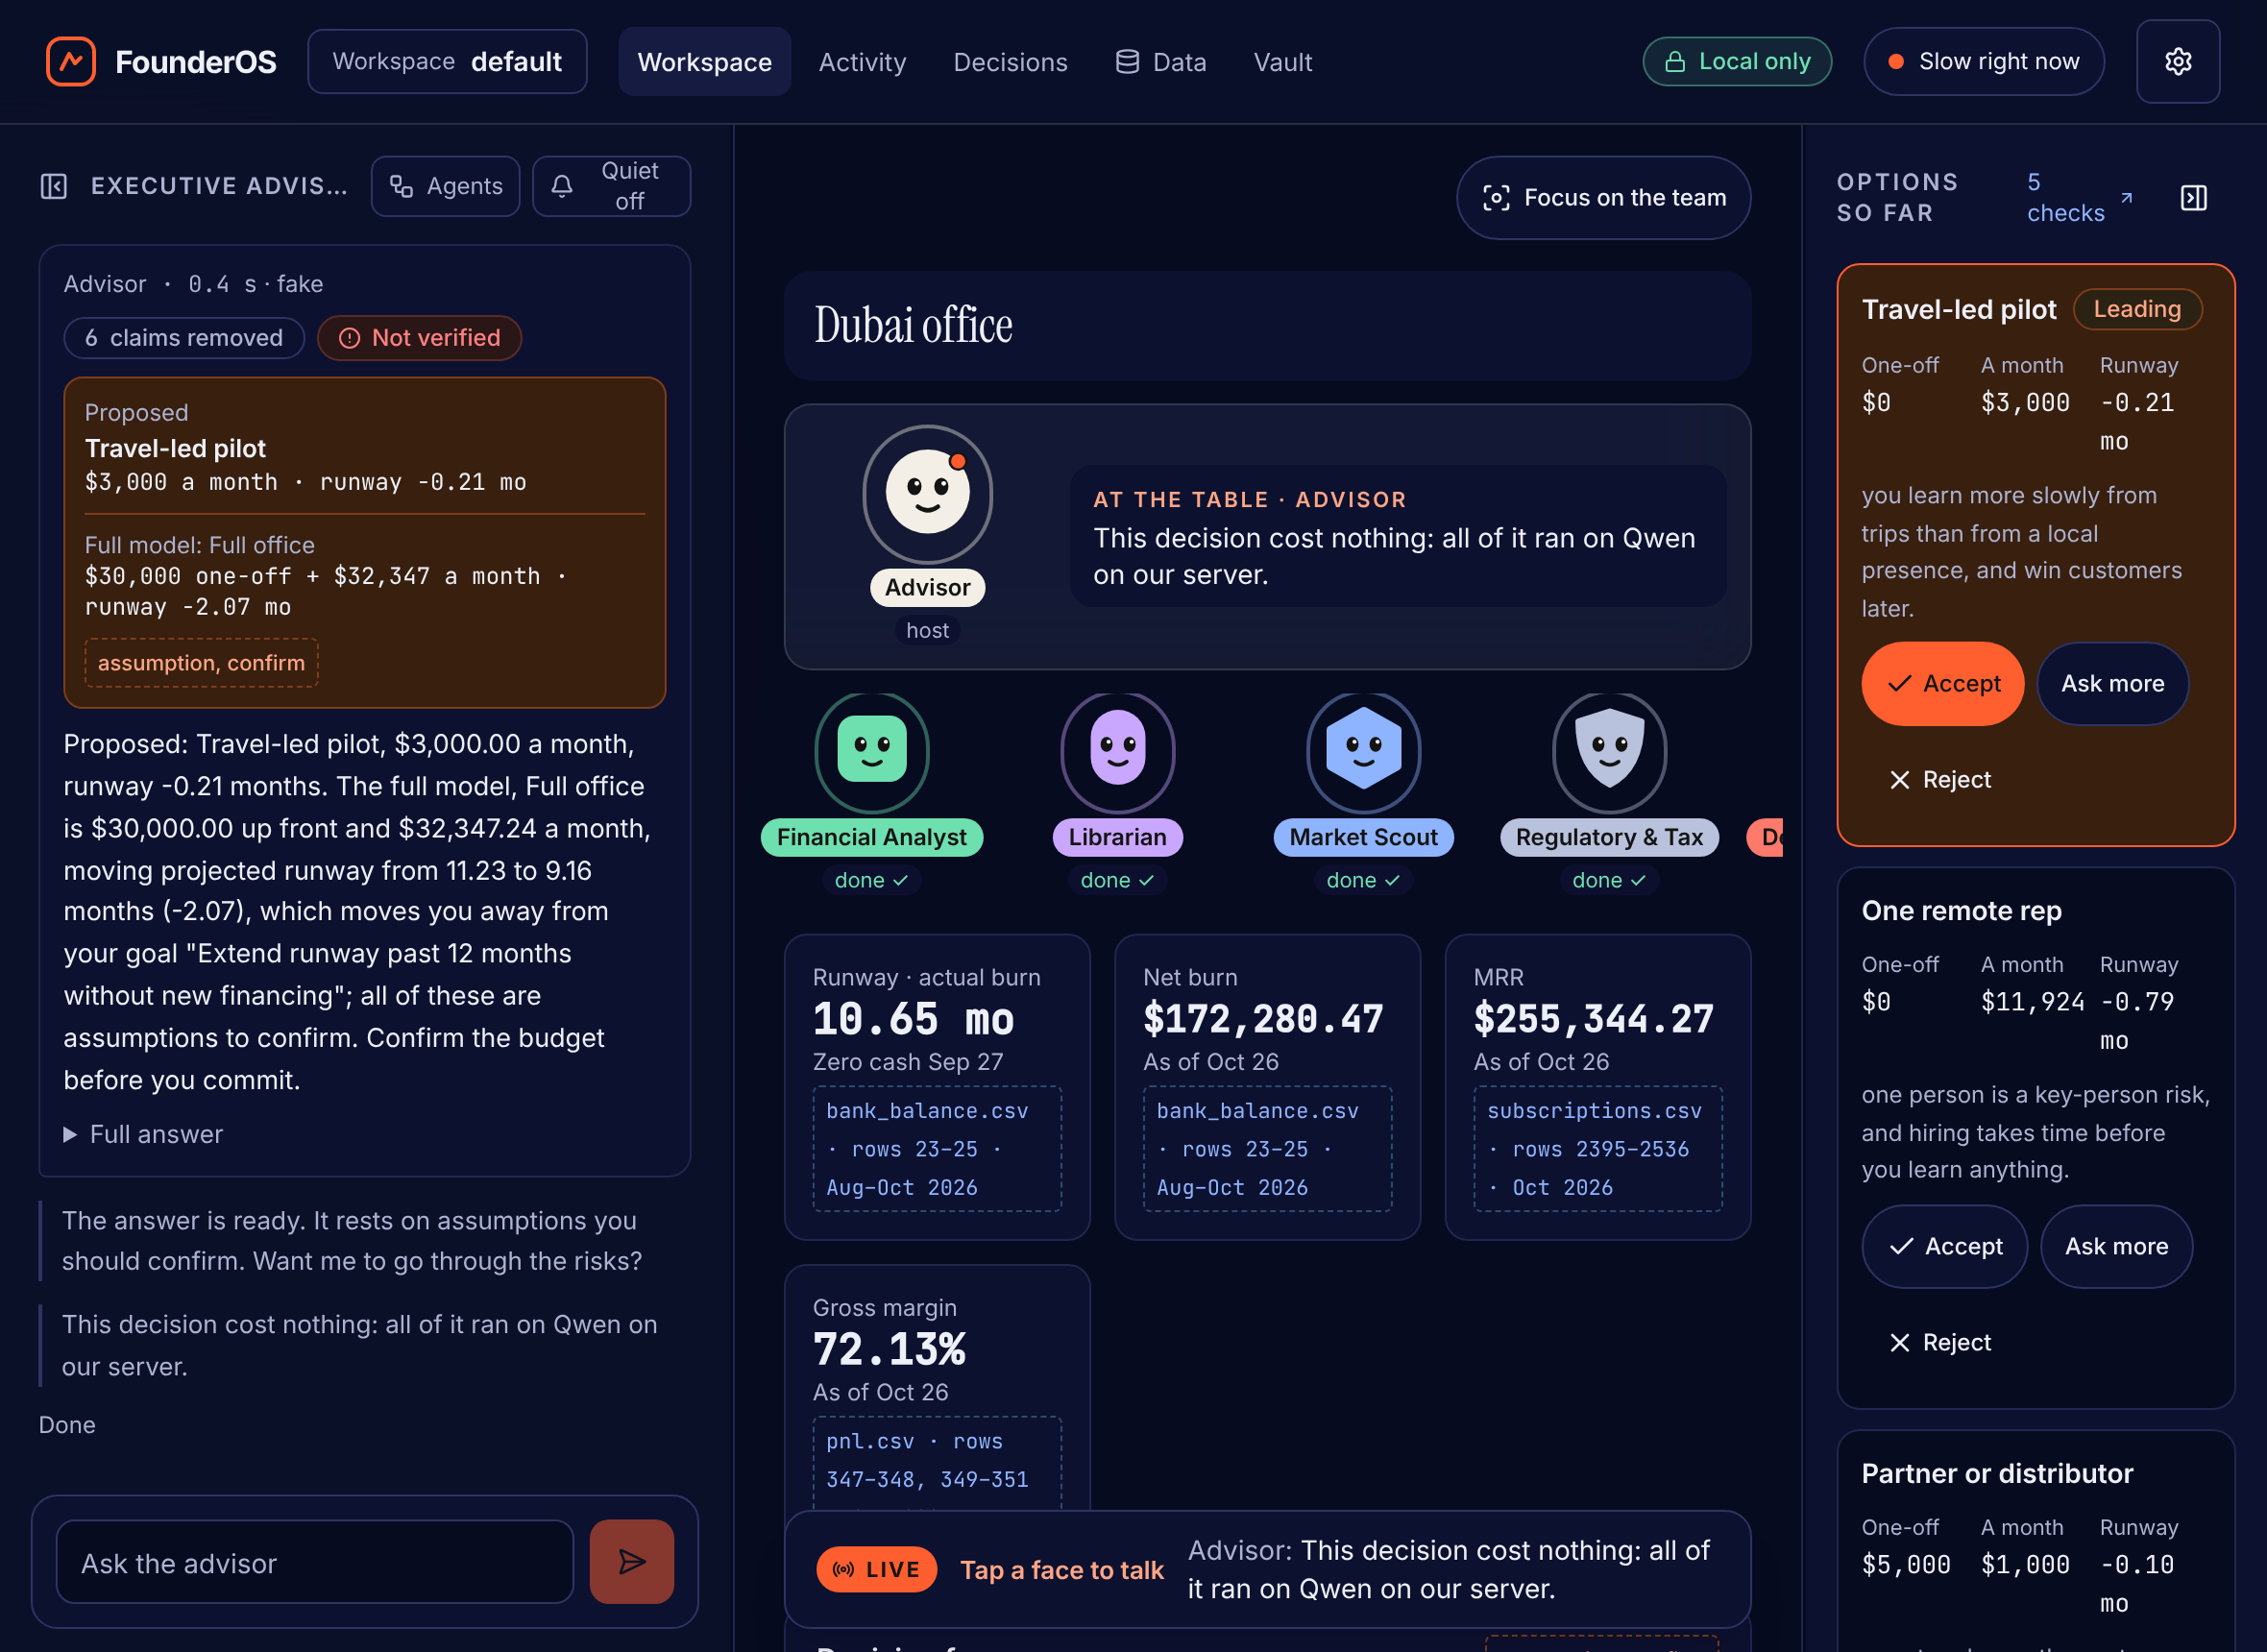 FounderOS
Workspace default
Workspace
Activity
Decisions
Data
Vault
Local only
Slow right now
EXECUTIVE ADVIS...
Agents
Quiet
off
Advisor · 0.4 s · fake
6 claims removed
Not verified
Proposed
Travel-led pilot
$3,000 a month · runway -0.21 mo
Full model: Full office
$30,000 one-off + $32,347 a month ·
runway -2.07 mo
assumption, confirm
Proposed: Travel-led pilot, $3,000.00 a month,
runway -0.21 months. The full model, Full office
is $30,000.00 up front and $32,347.24 a month,
moving projected runway from 11.23 to 9.16
months (-2.07), which moves you away from
your goal "Extend runway past 12 months
without new financing"; all of these are
assumptions to confirm. Confirm the budget
before you commit.
Full answer
The answer is ready. It rests on assumptions you
should confirm. Want me to go through the risks?
This decision cost nothing: all of it ran on Qwen on
our server.
Done
Ask the advisor
Focus on the team
Dubai office
Advisor
host
AT THE TABLE · ADVISOR
This decision cost nothing: all of it ran on Qwen
on our server.
Financial Analyst
done
Librarian
done
Market Scout
done
Regulatory & Tax
done
Runway · actual burn
10.65 mo
Zero cash Sep 27
bank_balance.csv
· rows 23–25 ·
Aug–Oct 2026
Net burn
$172,280.47
As of Oct 26
bank_balance.csv
· rows 23–25 ·
Aug–Oct 2026
MRR
$255,344.27
As of Oct 26
subscriptions.csv
· rows 2395–2536
· Oct 2026
Gross margin
72.13%
As of Oct 26
pnl.csv · rows
347–348, 349–351
LIVE
Tap a face to talk
Advisor: This decision cost nothing: all of
it ran on Qwen on our server.
OPTIONS
SO FAR
5
checks
Travel-led pilot
Leading
One-off A month Runway
$0 $3,000 -0.21
mo
you learn more slowly from
trips than from a local
presence, and win customers
later.
Accept
Ask more
Reject
One remote rep
One-off A month Runway
$0 $11,924 -0.79
mo
one person is a key-person risk,
and hiring takes time before
you learn anything.
Accept
Ask more
Reject
Partner or distributor
One-off A month Runway
$5,000 $1,000 -0.10
mo